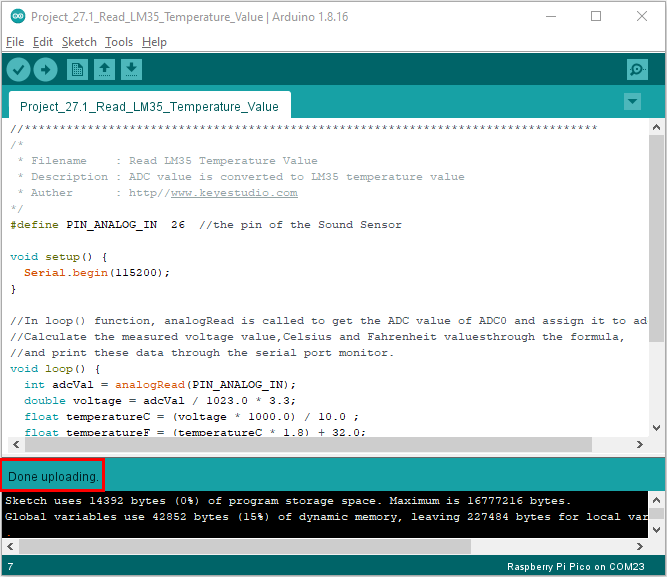 Project_27.1_Read_LM35_Temperature_Value | Arduino 1.8.16
File Edit Sketch Tools Help
Project_27.1_Read_LM35_Temperature_Value
//**********************************************************************************
/*
 * Filename    : Read LM35 Temperature Value
 * Description : ADC value is converted to LM35 temperature value
 * Auther      : http//www.keyestudio.com
*/
#define PIN_ANALOG_IN  26  //the pin of the Sound Sensor
void setup() {
  Serial.begin(115200);
}
//In loop() function, analogRead is called to get the ADC value of ADC0 and assign it to ad
//Calculate the measured voltage value,Celsius and Fahrenheit valuesthrough the formula,
//and print these data through the serial port monitor.
void loop() {
  int adcVal = analogRead(PIN_ANALOG_IN);
  double voltage = adcVal / 1023.0 * 3.3;
  float temperatureC = (voltage * 1000.0) / 10.0 ;
  float temperatureF = (temperatureC * 1.8) + 32.0;
Done uploading.
Sketch uses 14392 bytes (0%) of program storage space. Maximum is 16777216 bytes.
Global variables use 42852 bytes (15%) of dynamic memory, leaving 227484 bytes for local var
.
7
Raspberry Pi Pico on COM23